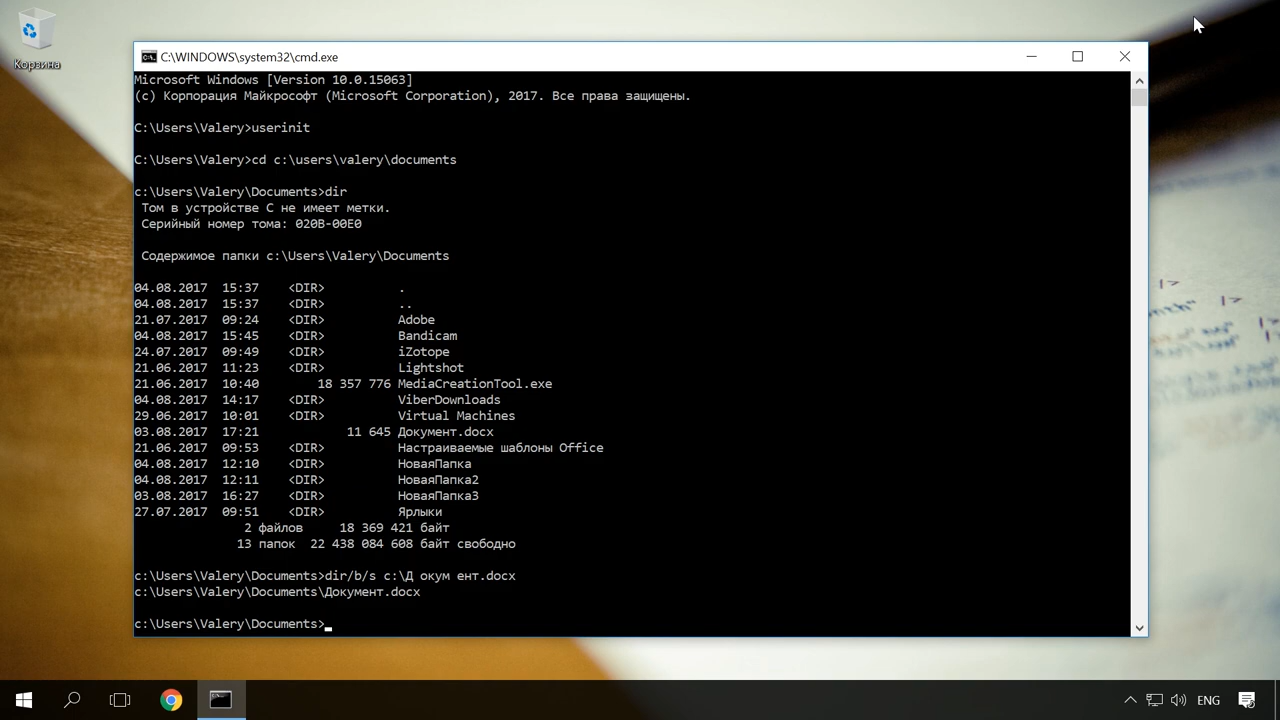 Корзина
C:\WINDOWS\system32\cmd.exe
Microsoft Windows [Version 10.0.15063]
(c) Корпорация Майкрософт (Microsoft Corporation), 2017. Все права защищены.
C:\Users\Valery>userinit
C:\Users\Valery>cd c:\users\valery\documents
c:\Users\Valery\Documents>dir
Том в устройстве C не имеет метки.
Серийный номер тома: 020B-00E0
Содержимое папки c:\Users\Valery\Documents
04.08.2017  15:37    <DIR>          .
04.08.2017  15:37    <DIR>          ..
21.07.2017  09:24    <DIR>          Adobe
04.08.2017  15:45    <DIR>          Bandicam
24.07.2017  09:49    <DIR>          iZotope
21.06.2017  11:23    <DIR>          Lightshot
21.06.2017  10:40        18 357 776 MediaCreationTool.exe
04.08.2017  14:17    <DIR>          ViberDownloads
29.06.2017  10:01    <DIR>          Virtual Machines
03.08.2017  17:21            11 645 Документ.docx
21.06.2017  09:53    <DIR>          Настраиваемые шаблоны Office
04.08.2017  12:10    <DIR>          НоваяПапка
04.08.2017  12:11    <DIR>          НоваяПапка2
03.08.2017  16:27    <DIR>          НоваяПапка3
27.07.2017  09:51    <DIR>          Ярлыки
2 файлов     18 369 421 байт
13 папок  22 438 084 608 байт свободно
c:\Users\Valery\Documents>dir/b/s c:\Д окум ент.docx
c:\Users\Valery\Documents\Документ.docx
c:\Users\Valery\Documents>
ENG